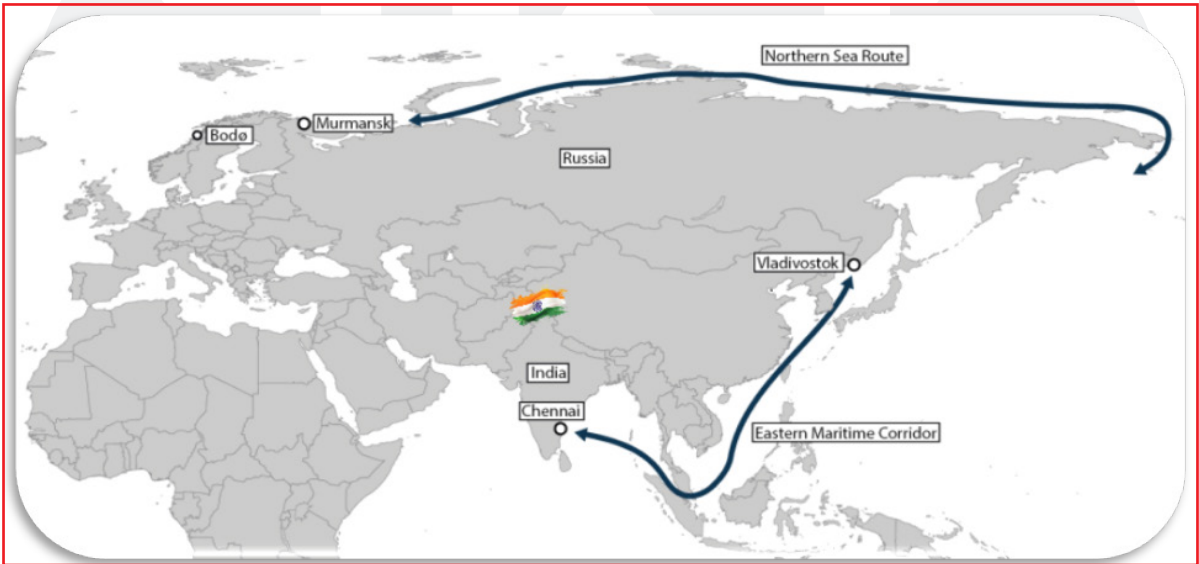 Northern Sea Route
Bodø
Murmansk
Russia
Vladivostok
India
Chennai
Eastern Maritime Corridor